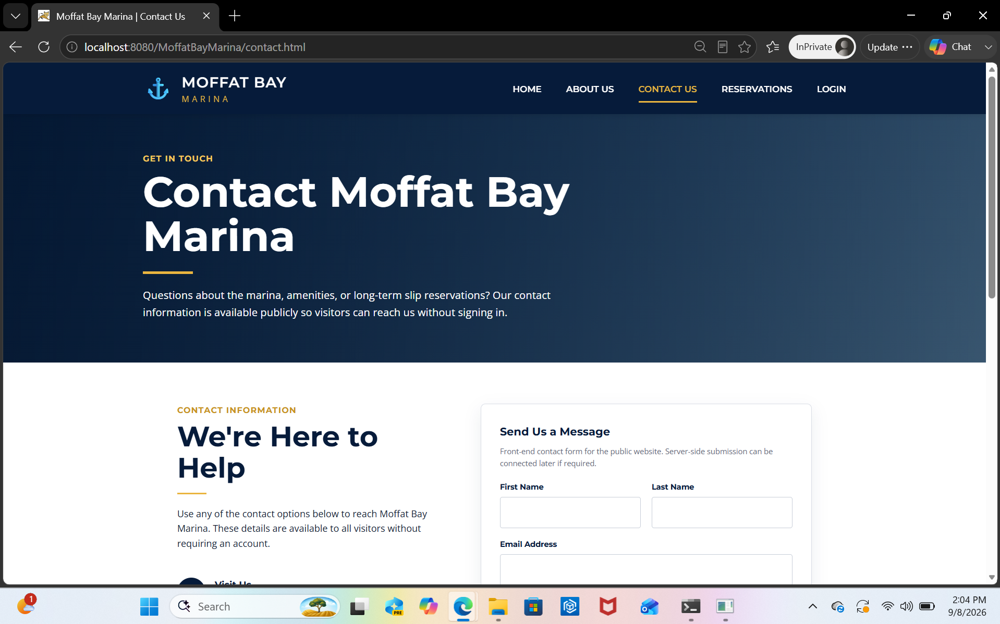 Moffat Bay Marina | Contact Us
localhost:8080/MoffatBayMarina/contact.html
InPrivate
Update
Chat
MOFFAT BAY
MARINA
HOME
ABOUT US
CONTACT US
RESERVATIONS
LOGIN
GET IN TOUCH
Contact Moffat Bay
Marina
Questions about the marina, amenities, or long-term slip reservations? Our contact
information is available publicly so visitors can reach us without signing in.
CONTACT INFORMATION
We're Here to
Help
Use any of the contact options below to reach Moffat Bay
Marina. These details are available to all visitors without
requiring an account.
Visit Us
Send Us a Message
Front-end contact form for the public website. Server-side submission can be
connected later if required.
First Name
Last Name
Email Address
1
Search
PRE
2:04 PM
9/8/2026